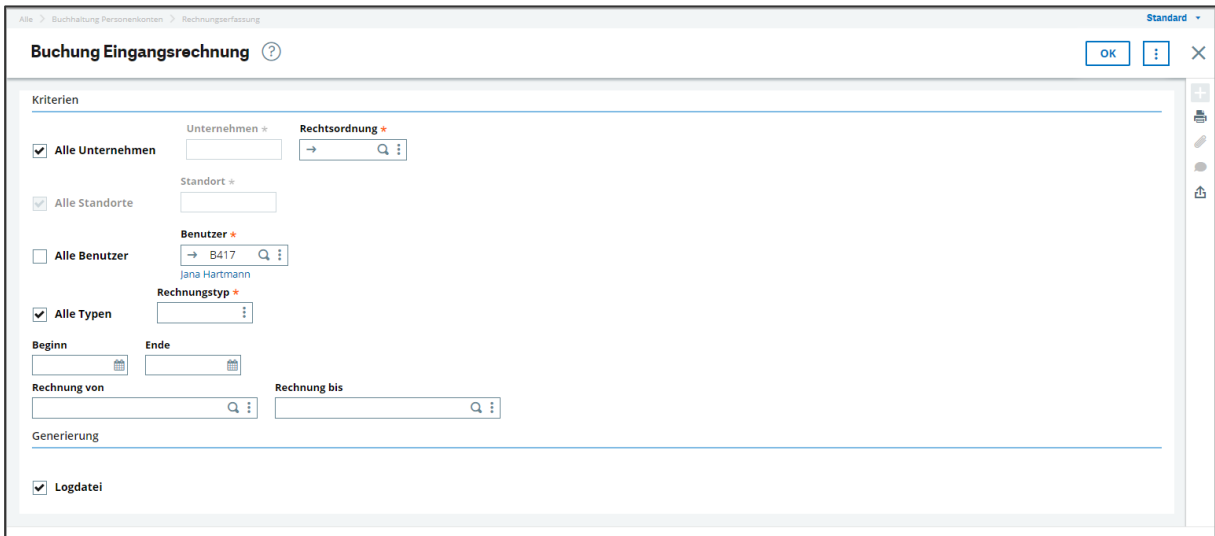 Alle > Buchhaltung Personenkonten > Rechnungserfassung Standard
Buchung Eingangsrechnung ? OK
Kriterien
Unternehmen * Rechtsordnung *
Alle Unternehmen
Standort *
Alle Standorte
Benutzer *
Alle Benutzer B417
Jana Hartmann
Rechnungstyp *
Alle Typen
Beginn Ende
Rechnung von Rechnung bis
Generierung
Logdatei